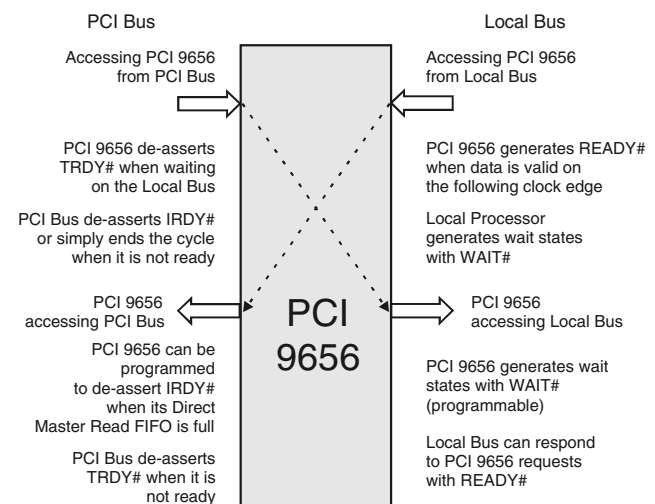 PCI Bus
Local Bus
Accessing PCI 9656
from PCI Bus
Accessing PCI 9656
from Local Bus
PCI 9656 de-asserts
TRDY# when waiting
on the Local Bus
PCI 9656 generates READY#
when data is valid on
the following clock edge
PCI Bus de-asserts IRDY#
or simply ends the cycle
when it is not ready
Local Processor
generates wait states
with WAIT#
PCI 9656
accessing PCI Bus
PCI
9656
PCI 9656
accessing Local Bus
PCI 9656 can be
programmed
to de-assert IRDY#
when its Direct
Master Read FIFO is full
PCI 9656 generates wait
states with WAIT#
(programmable)
PCI Bus de-asserts
TRDY# when it is
not ready
Local Bus can respond
to PCI 9656 requests
with READY#